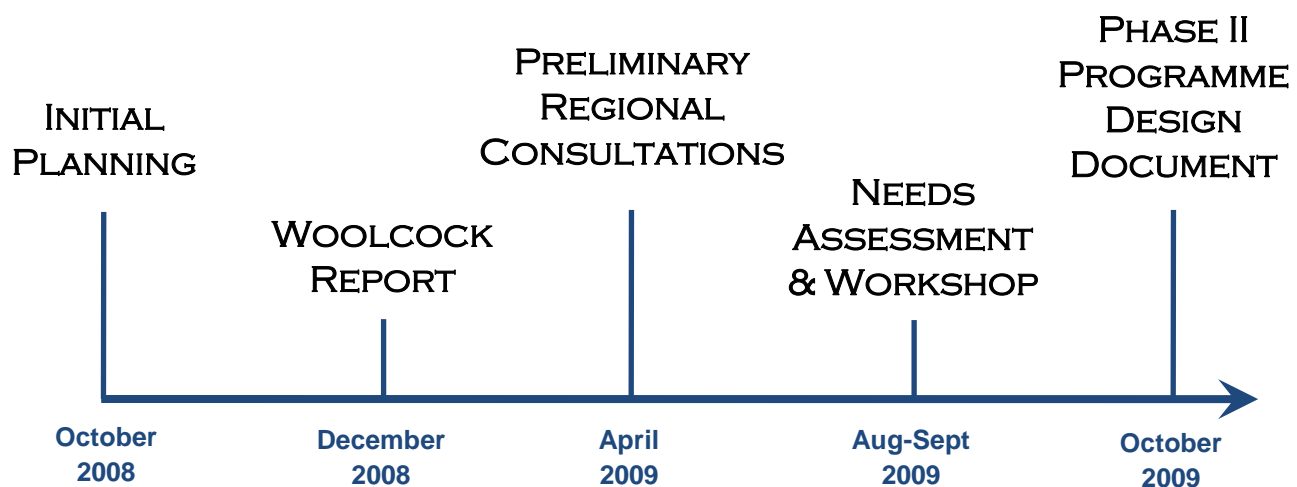 INITIAL
PLANNING
WOOLCOCK
REPORT
PRELIMINARY
REGIONAL
CONSULTATIONS
NEEDS
ASSESSMENT
& WORKSHOP
PHASE II
PROGRAMME
DESIGN
DOCUMENT
October
2008
December
2008
April
2009
Aug-Sept
2009
October
2009